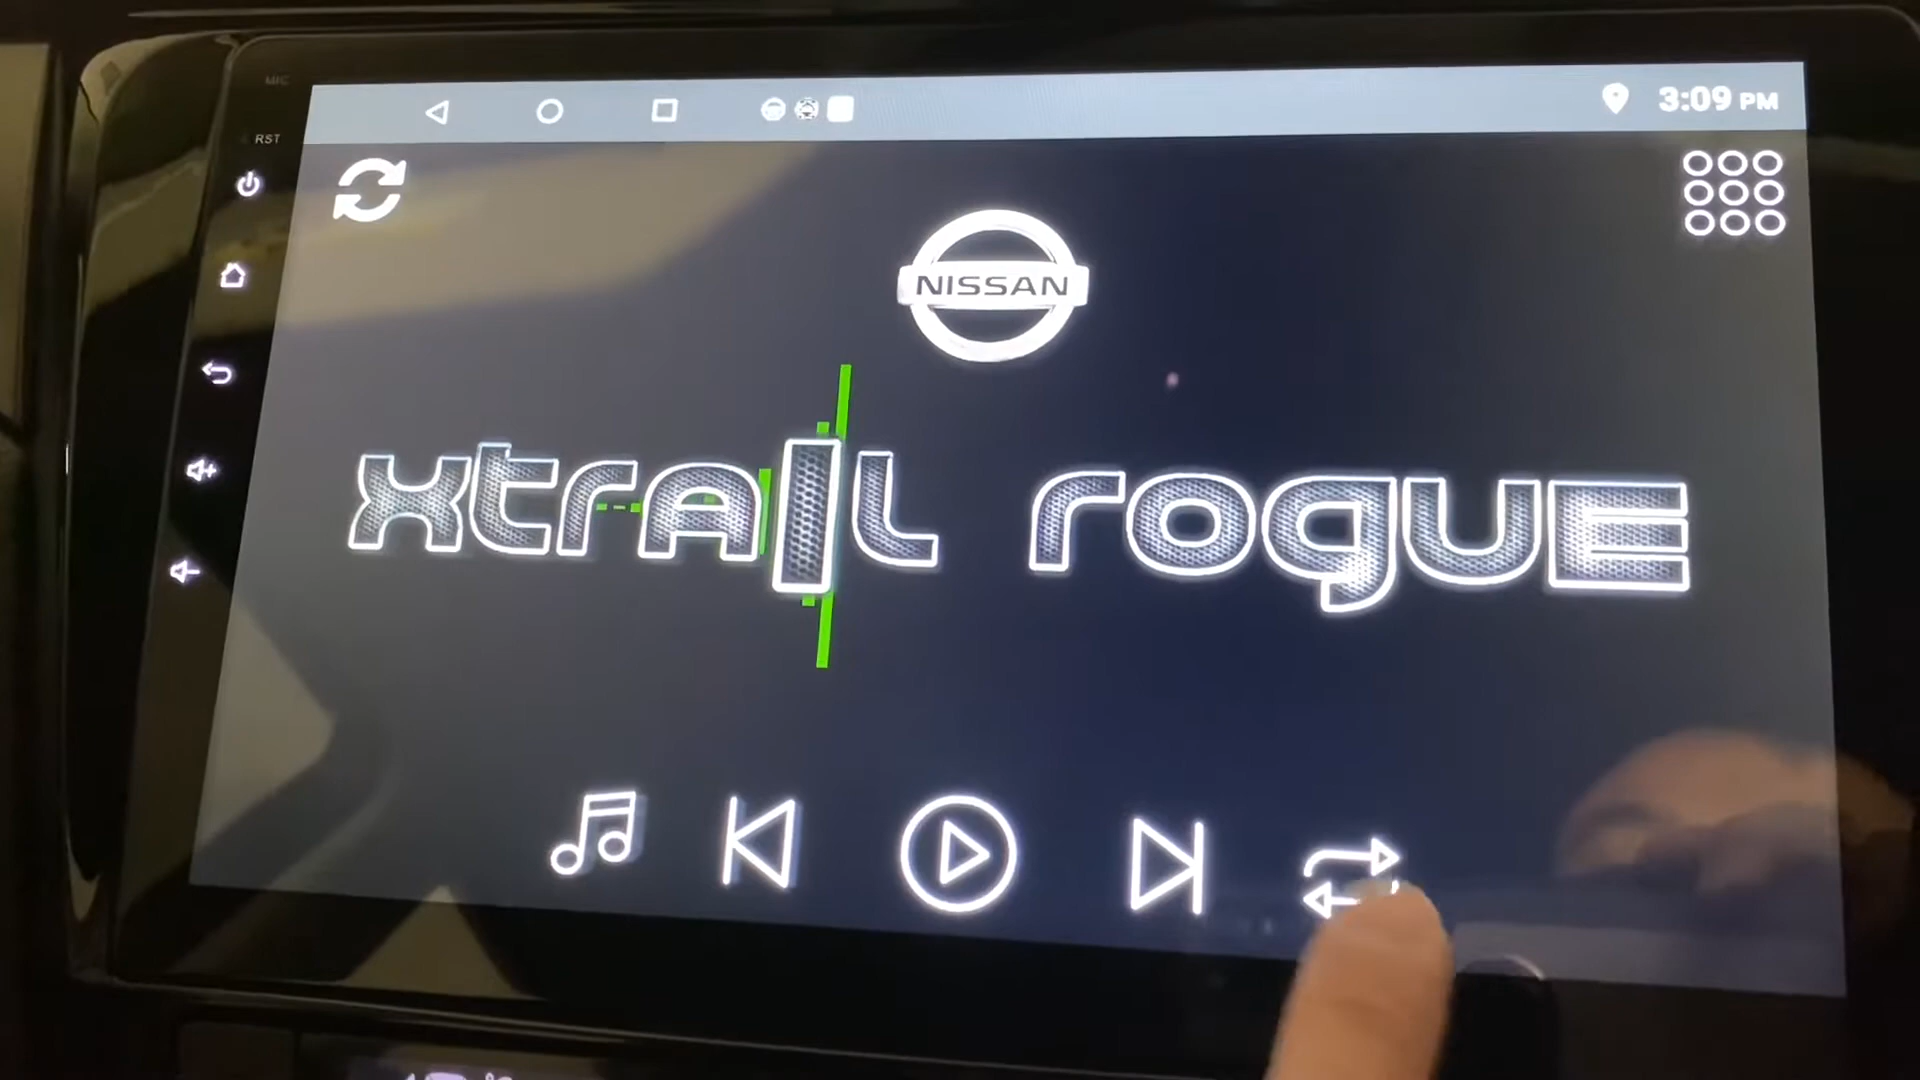 MIC
RST
3:09 PM
NISSAN
xtrAIL rogUE